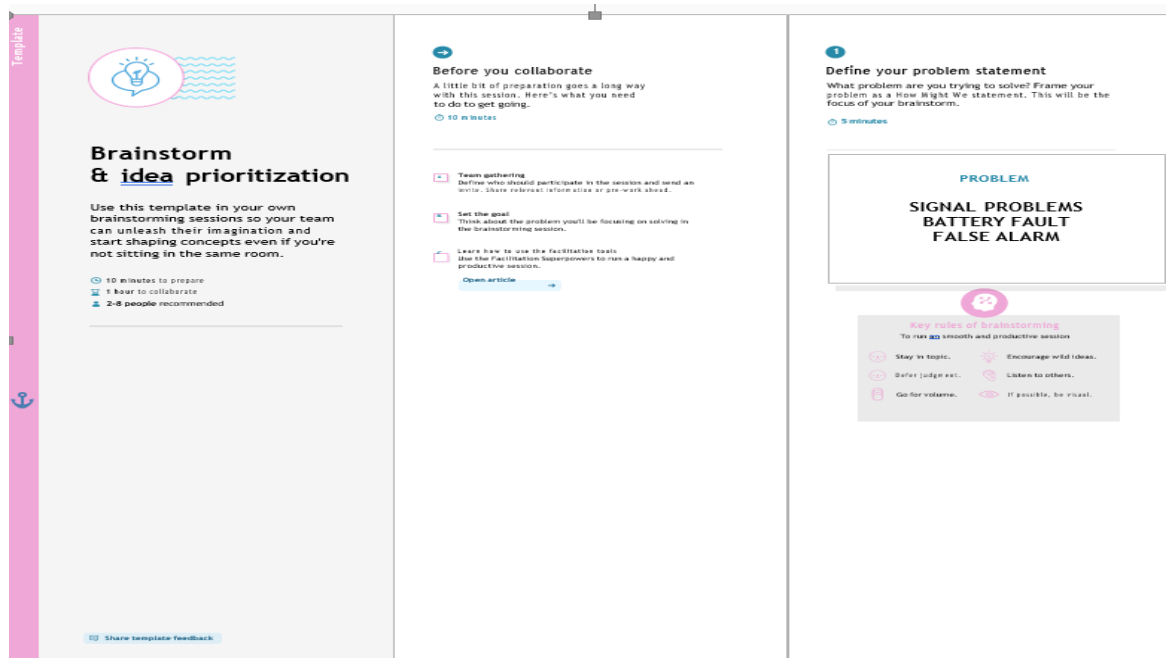 Template
Brainstorm
& idea prioritization
Use this template in your own
brainstorming sessions so your team
can unleash their imagination and
start shaping concepts even if you're
not sitting in the same room.
10 minutes to prepare
1 hour to collaborate
2-8 people recommended
Share template feedback
Before you collaborate
A little bit of preparation goes a long way
with this session. Here's what you need
to do to get going.
10 minutes
Team gathering
Define who should participate in the session and send an
invite. Share relevant information or pre-work ahead.
Set the goal
Think about the problem you'll be focusing on solving in
the brainstorming session.
Learn how to use the facilitation tools
Use the Facilitation Superpowers to run a happy and
productive session.
Open article
1
Define your problem statement
What problem are you trying to solve? Frame your
problem as a How Might We statement. This will be the
focus of your brainstorm.
5 minutes
PROBLEM
SIGNAL PROBLEMS
BATTERY FAULT
FALSE ALARM
Key rules of brainstorming
To run an smooth and productive session
Stay in topic.
Encourage wild ideas.
Defer judgment.
Listen to others.
Go for volume.
If possible, be visual.